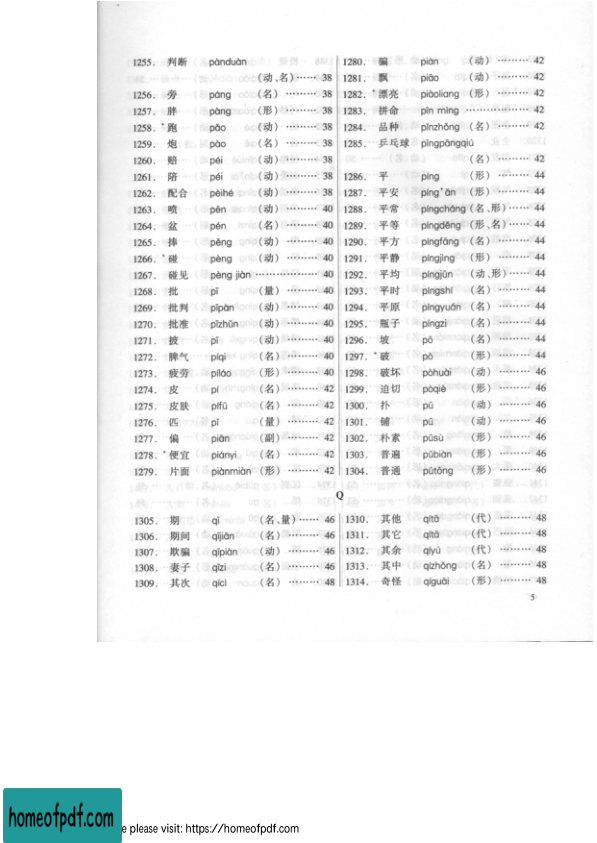 1255. 判断 pànduàn
(动、名)…… 38
1256. 旁 páng (名) ……… 38
1257. 胖 pàng (形) ……… 38
1258. *跑 pǎo (动) ……… 38
1259. 炮 pào (名) ……… 38
1260. 赔 péi (动) ……… 38
1261. 陪 péi (动) ……… 38
1262. 配合 pèihé (动) ……… 38
1263. 喷 pēn (动) ……… 40
1264. 盆 pén (名) ……… 40
1265. 捧 pěng (动) ……… 40
1266. *碰 pèng (动) ……… 40
1267. 碰见 pèng jiàn ……………… 40
1268. 批 pī (量) ……… 40
1269. 批判 pīpàn (动) ……… 40
1270. 批准 pīzhǔn (动) ……… 40
1271. 披 pī (动) ……… 40
1272. 脾气 píqi (名) ……… 40
1273. 疲劳 píláo (形) ……… 40
1274. 皮 pí (名) ……… 42
1275. 皮肤 pífū (名) ……… 42
1276. 匹 pǐ (量) ……… 42
1277. 偏 piān (副) ……… 42
1278. *便宜 piányi (名) ……… 42
1279. 片面 piànmiàn (形) ……… 42
1280. 骗 piàn (动) ……… 42
1281. 飘 piāo (动) ……… 42
1282. *漂亮 piàoliang (形) ……… 42
1283. 拼命 pīn mìng ……………… 42
1284. 品种 pǐnzhǒng (名) ……… 42
1285. 乒乓球 pīngpāngqiú
(名) ……… 42
1286. 平 píng (形) ……… 44
1287. 平安 píng'ān (形) ……… 44
1288. 平常 píngcháng (名、形)…… 44
1289. 平等 píngděng (形、名)…… 44
1290. 平方 píngfāng (名) ……… 44
1291. 平静 píngjìng (形) ……… 44
1292. 平均 píngjūn (动、形)…… 44
1293. 平时 píngshí (名) ……… 44
1294. 平原 píngyuán (名) ……… 44
1295. 瓶子 píngzi (名) ……… 44
1296. 坡 pō (名) ……… 44
1297. *破 pò (形) ……… 44
1298. 破坏 pòhuài (动) ……… 46
1299. 迫切 pòqiè (形) ……… 46
1300. 扑 pū (动) ……… 46
1301. 铺 pū (动) ……… 46
1302. 朴素 pǔsù (形) ……… 46
1303. 普遍 pǔbiàn (形) ……… 46
1304. 普通 pǔtōng (形) ……… 46
Q
1305. 期 qī (名、量)…… 46
1306. 期间 qījiān (名) ……… 46
1307. 欺骗 qīpiàn (动) ……… 46
1308. 妻子 qīzi (名) ……… 46
1309. 其次 qícì (名) ……… 48
1310. 其他 qítā (代) ……… 48
1311. 其它 qítā (代) ……… 48
1312. 其余 qíyú (代) ……… 48
1313. 其中 qízhōng (名) ……… 48
1314. 奇怪 qíguài (形) ……… 48
5
homeofpdf.com
e please visit: https://homeofpdf.com